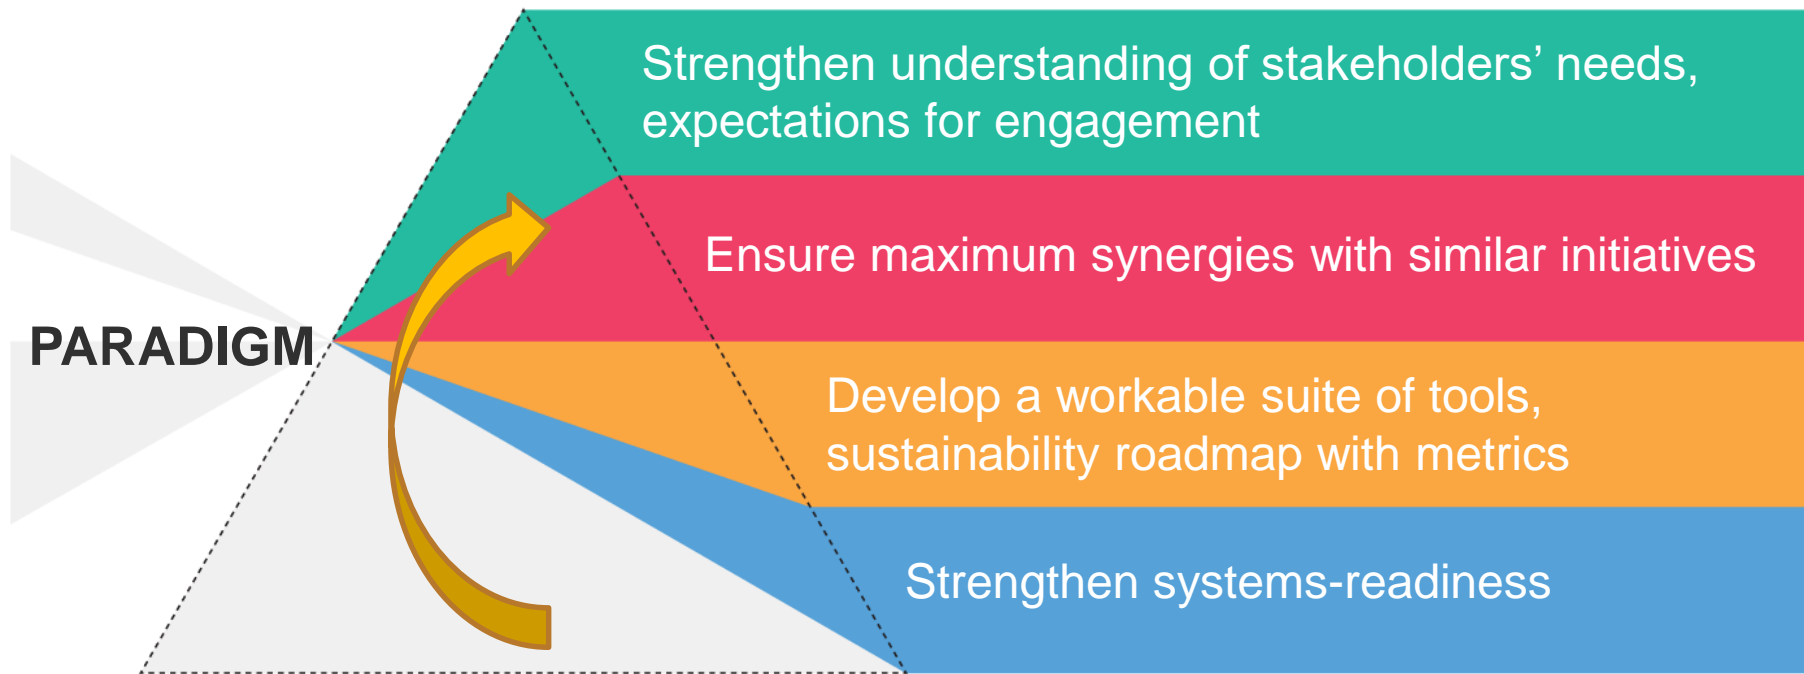 Strengthen understanding of stakeholders’ needs,
expectations for engagement
Ensure maximum synergies with similar initiatives
PARADIGM
Develop a workable suite of tools,
sustainability roadmap with metrics
Strengthen systems-readiness